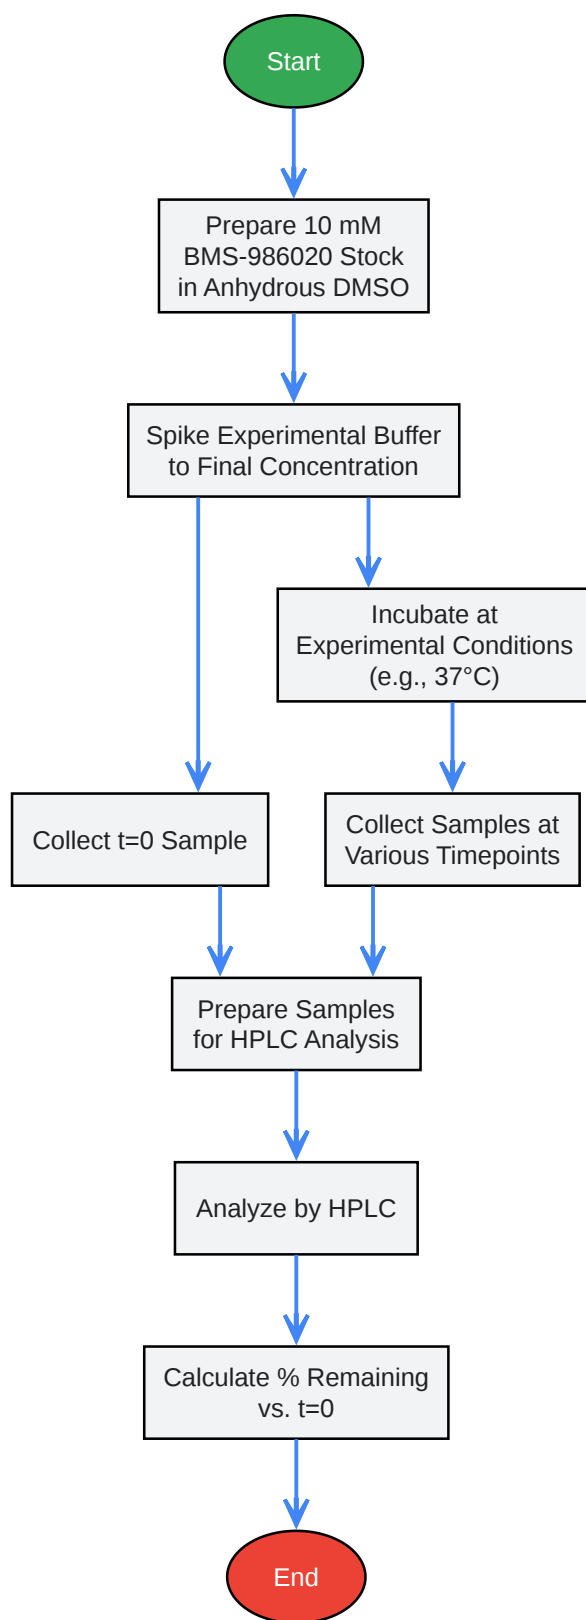 Start
Prepare 10 mM
BMS-986020 Stock
in Anhydrous DMSO
Spike Experimental Buffer
to Final Concentration
Incubate at
Experimental Conditions
(e.g., 37°C)
Collect t=0 Sample
Collect Samples at
Various Timepoints
Prepare Samples
for HPLC Analysis
Analyze by HPLC
Calculate % Remaining
vs. t=0
End